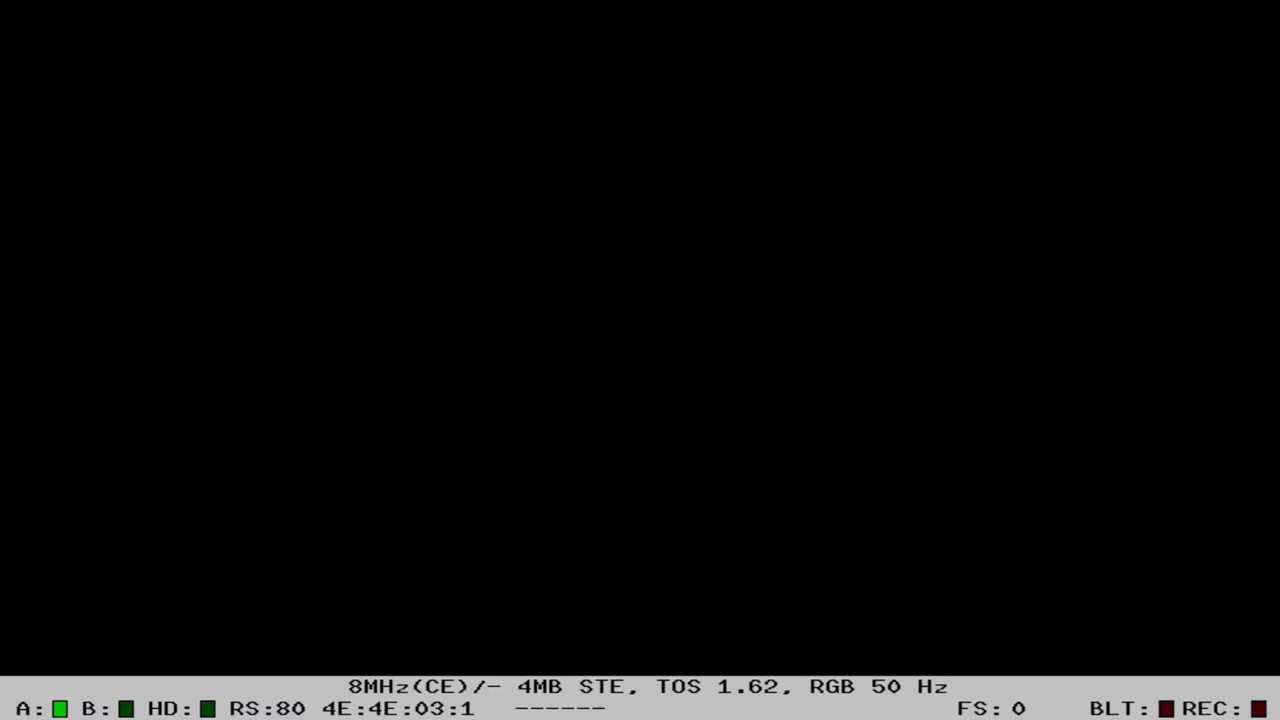 8MHz(CE)/- 4MB STE, TOS 1.62, RGB 50 Hz
A: B: HD: RS:80 4E:4E:03:1 ------ FS: 0 BLT: REC: